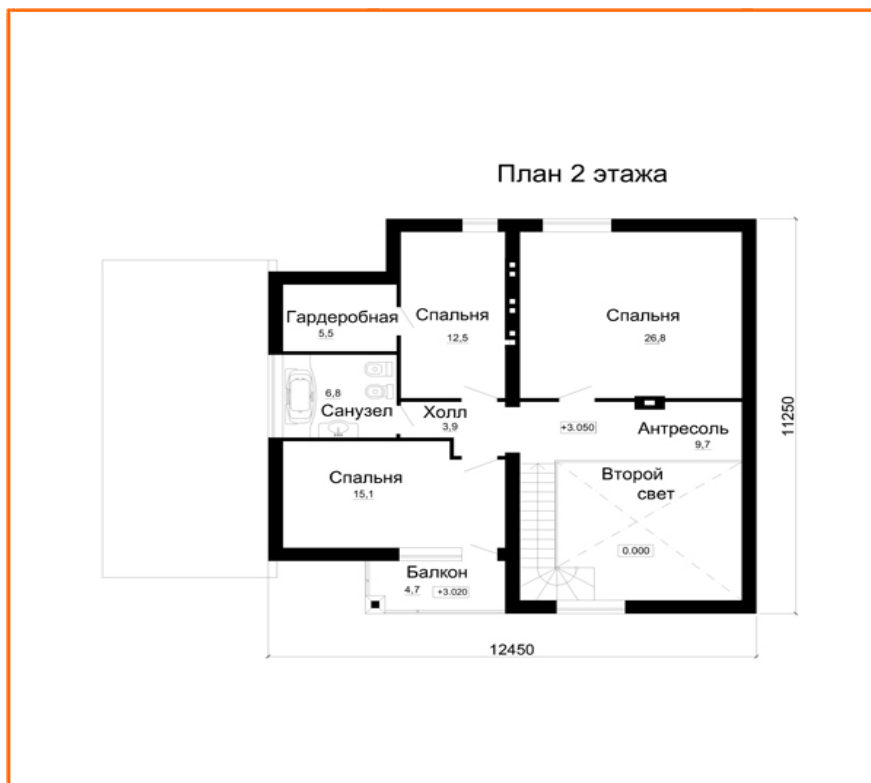 План 2 этажа
Гардеробная
5,5
Спальня
12,5
Спальня
26,8
6,8
Санузел
Холл
3,9
+3.050
Антресоль
9,7
Спальня
15,1
Второй
свет
0.000
Балкон
4,7
+3.020
11250
12450